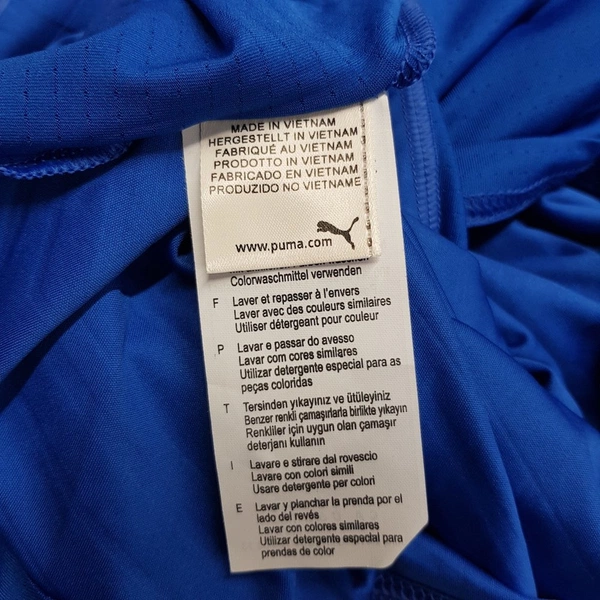 MADE IN VIETNAM
HERGESTELLT IN VIETNAM
FABRIQUÉ AU VIETNAM
PRODOTTO IN VIETNAM
FABRICADO EN VIETNAM
PRODUZIDO NO VIETNAME
www.puma.com
Colorwaschmittel verwenden
F Laver et repasser à l'envers
Laver avec des couleurs similaires
Utiliser détergeant pour couleur
P Lavar e passar do avesso
Lavar com cores similares
Utilizar detergente especial para as
peças coloridas
T Tersinden yıkayınız ve ütüleyiniz
Benzer renkli çamaşırlarla birlikte yıkayın
Renkliler için uygun olan çamaşır
deterjanı kullanın
I Lavare e stirare dal rovescio
Lavare con colori simili
Usare detergente per colori
E Lavar y planchar la prenda por el
lado del revés
Lavar con colores similares
Utilizar detergente especial para
prendas de color